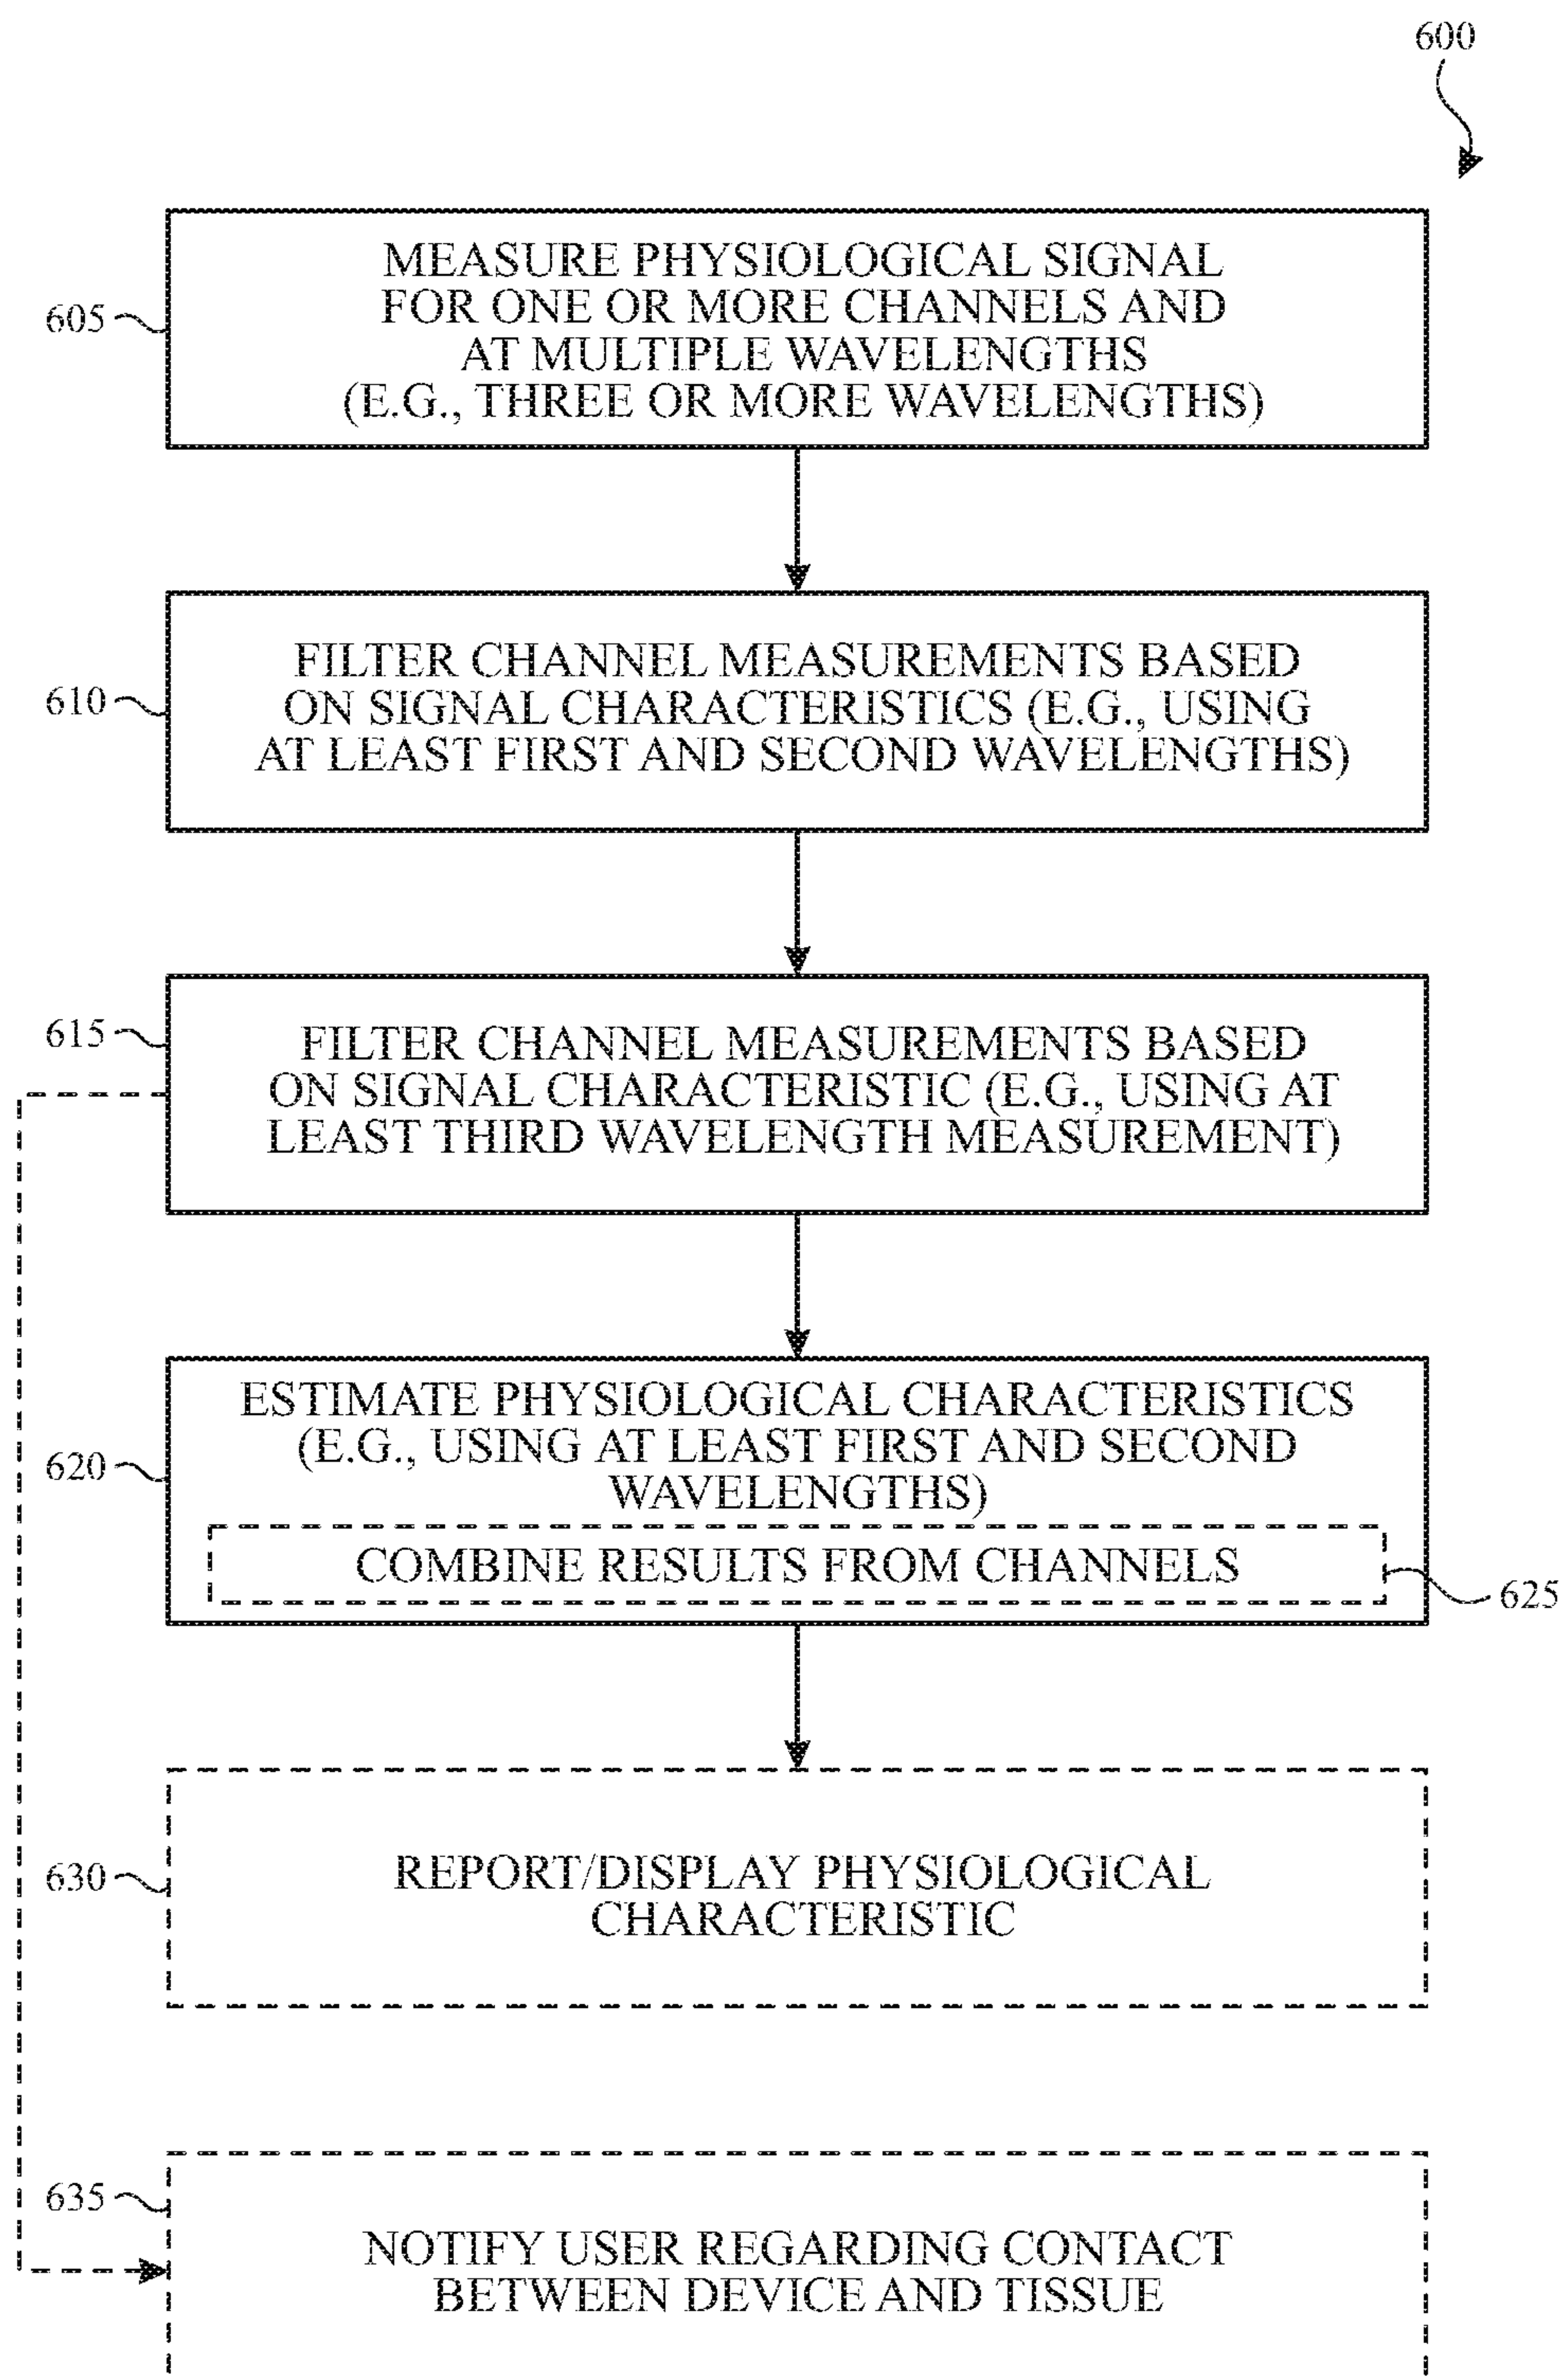 600
605
MEASURE PHYSIOLOGICAL SIGNAL
FOR ONE OR MORE CHANNELS AND
AT MULTIPLE WAVELENGTHS
(E.G., THREE OR MORE WAVELENGTHS)
610
FILTER CHANNEL MEASUREMENTS BASED
ON SIGNAL CHARACTERISTICS (E.G., USING
AT LEAST FIRST AND SECOND WAVELENGTHS)
615
FILTER CHANNEL MEASUREMENTS BASED
ON SIGNAL CHARACTERISTIC (E.G., USING AT
LEAST THIRD WAVELENGTH MEASUREMENT)
620
ESTIMATE PHYSIOLOGICAL CHARACTERISTICS
(E.G., USING AT LEAST FIRST AND SECOND
WAVELENGTHS)
COMBINE RESULTS FROM CHANNELS
625
630
REPORT/DISPLAY PHYSIOLOGICAL
CHARACTERISTIC
635
NOTIFY USER REGARDING CONTACT
BETWEEN DEVICE AND TISSUE